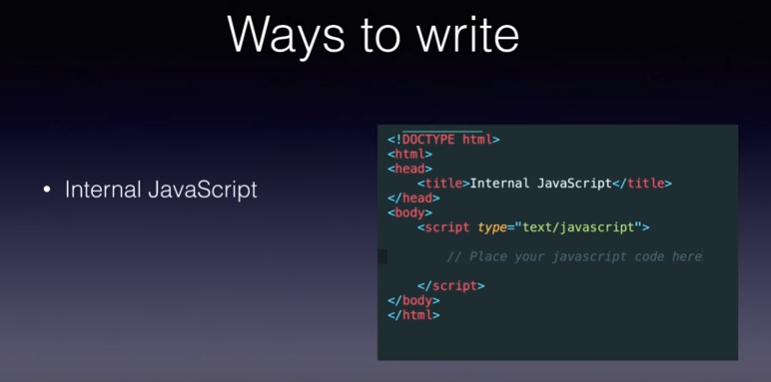 Ways to write
• Internal JavaScript
<!DOCTYPE html>
<html>
<head>
    <title>Internal JavaScript</title>
</head>
<body>
    <script type="text/javascript">
        // Place your javascript code here
    </script>
</body>
</html>